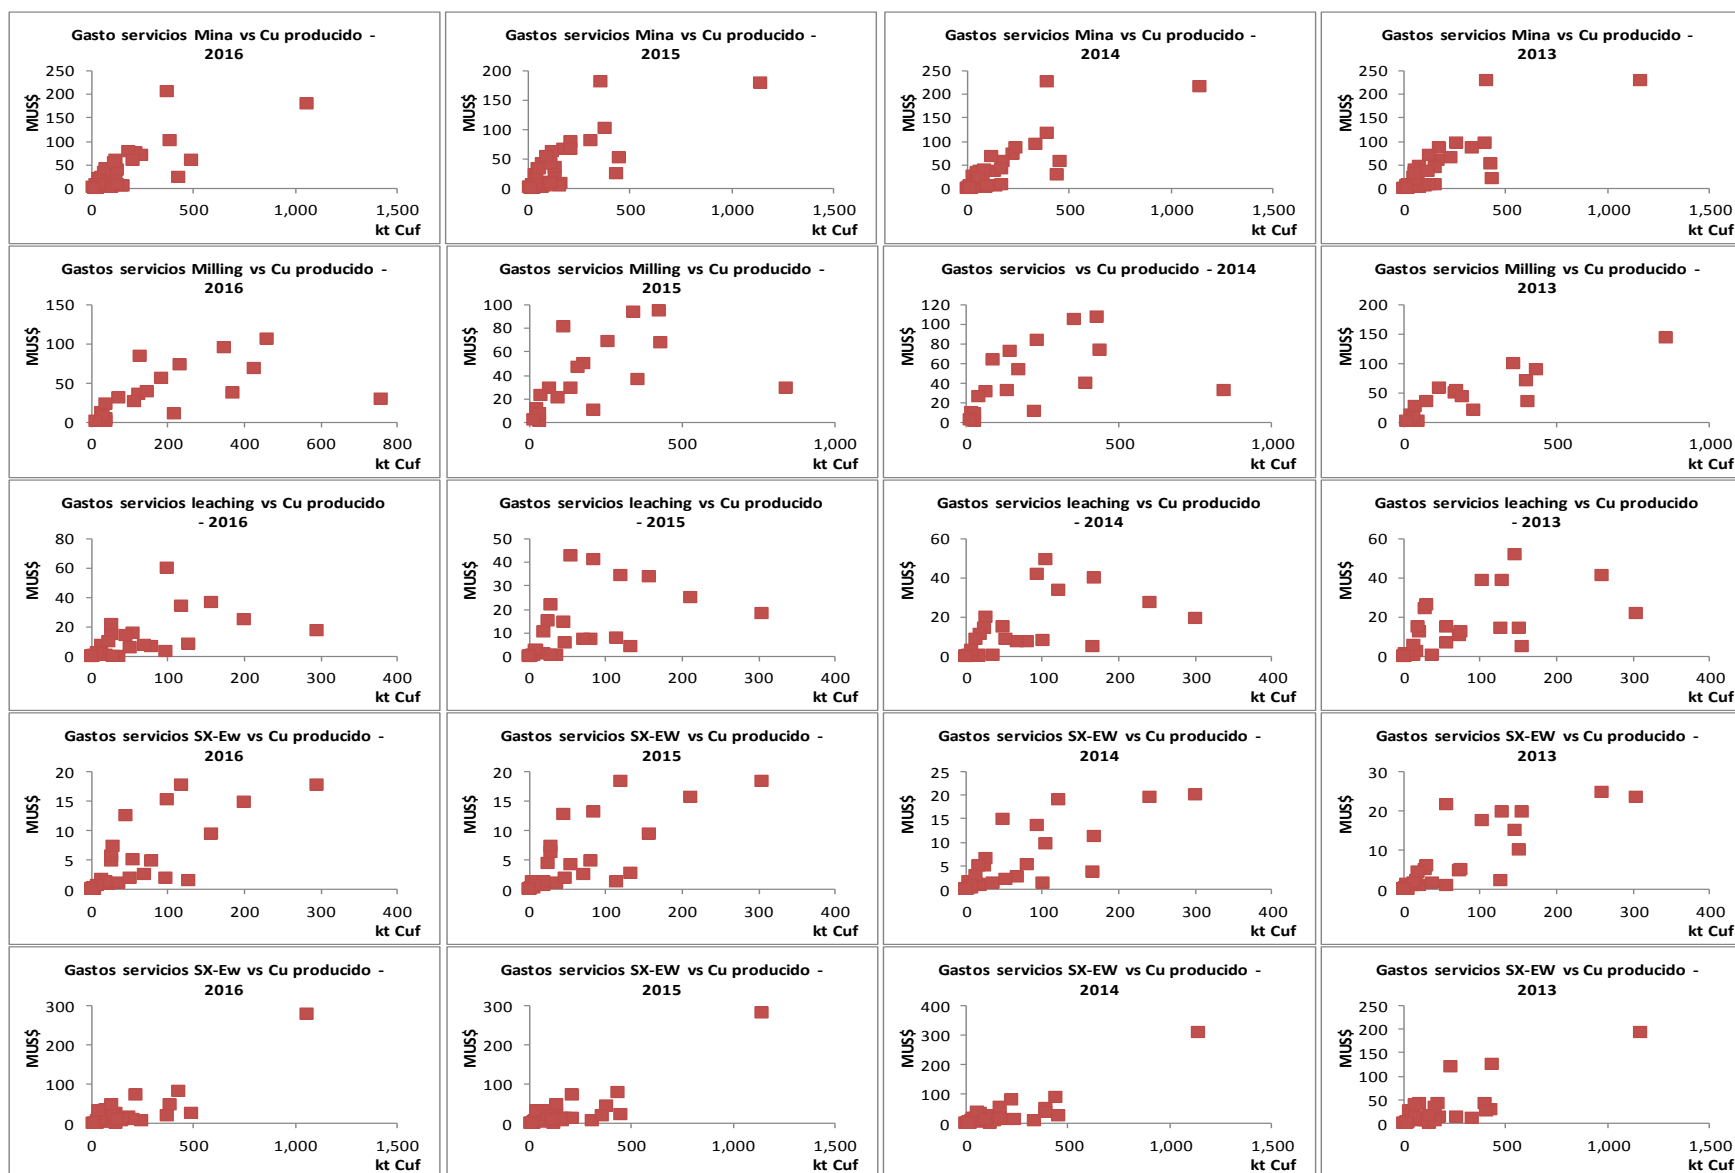 Gasto servicios Mina vs Cu producido -
2016
MUS$
250
200
150
100
50
0
0 500 1,000 1,500
kt Cuf
Gastos servicios Mina vs Cu producido -
2015
MUS$
200
150
100
50
0
0 500 1,000 1,500
kt Cuf
Gastos servicios Mina vs Cu producido -
2014
MUS$
250
200
150
100
50
0
0 500 1,000 1,500
kt Cuf
Gastos servicios Mina vs Cu producido -
2013
MUS$
250
200
150
100
50
0
0 500 1,000 1,500
kt Cuf
Gastos servicios Milling vs Cu producido -
2016
MUS$
150
100
50
0
0 200 400 600 800
kt Cuf
Gastos servicios Milling vs Cu producido -
2015
MUS$
100
80
60
40
20
0
0 500 1,000
kt Cuf
Gastos servicios vs Cu producido - 2014
MUS$
120
100
80
60
40
20
0
0 500 1,000
kt Cuf
Gastos servicios Milling vs Cu producido -
2013
MUS$
200
150
100
50
0
0 500 1,000
kt Cuf
Gastos servicios leaching vs Cu producido
- 2016
MUS$
80
60
40
20
0
0 100 200 300 400
kt Cuf
Gastos servicios leaching vs Cu producido
- 2015
MUS$
50
40
30
20
10
0
0 100 200 300 400
kt Cuf
Gastos servicios leaching vs Cu producido
- 2014
MUS$
60
40
20
0
0 100 200 300 400
kt Cuf
Gastos servicios leaching vs Cu producido
- 2013
MUS$
60
40
20
0
0 100 200 300 400
kt Cuf
Gastos servicios SX-Ew vs Cu producido -
2016
MUS$
20
15
10
5
0
0 100 200 300 400
kt Cuf
Gastos servicios SX-EW vs Cu producido -
2015
MUS$
20
15
10
5
0
0 100 200 300 400
kt Cuf
Gastos servicios SX-EW vs Cu producido -
2014
MUS$
25
20
15
10
5
0
0 100 200 300 400
kt Cuf
Gastos servicios SX-EW vs Cu producido -
2013
MUS$
30
20
10
0
0 100 200 300 400
kt Cuf
Gastos servicios SX-Ew vs Cu producido -
2016
MUS$
300
200
100
0
0 500 1,000 1,500
kt Cuf
Gastos servicios SX-EW vs Cu producido -
2015
MUS$
300
200
100
0
0 500 1,000 1,500
kt Cuf
Gastos servicios SX-EW vs Cu producido -
2014
MUS$
400
300
200
100
0
0 500 1,000 1,500
kt Cuf
Gastos servicios SX-EW vs Cu producido -
2013
MUS$
250
200
150
100
50
0
0 500 1,000 1,500
kt Cuf